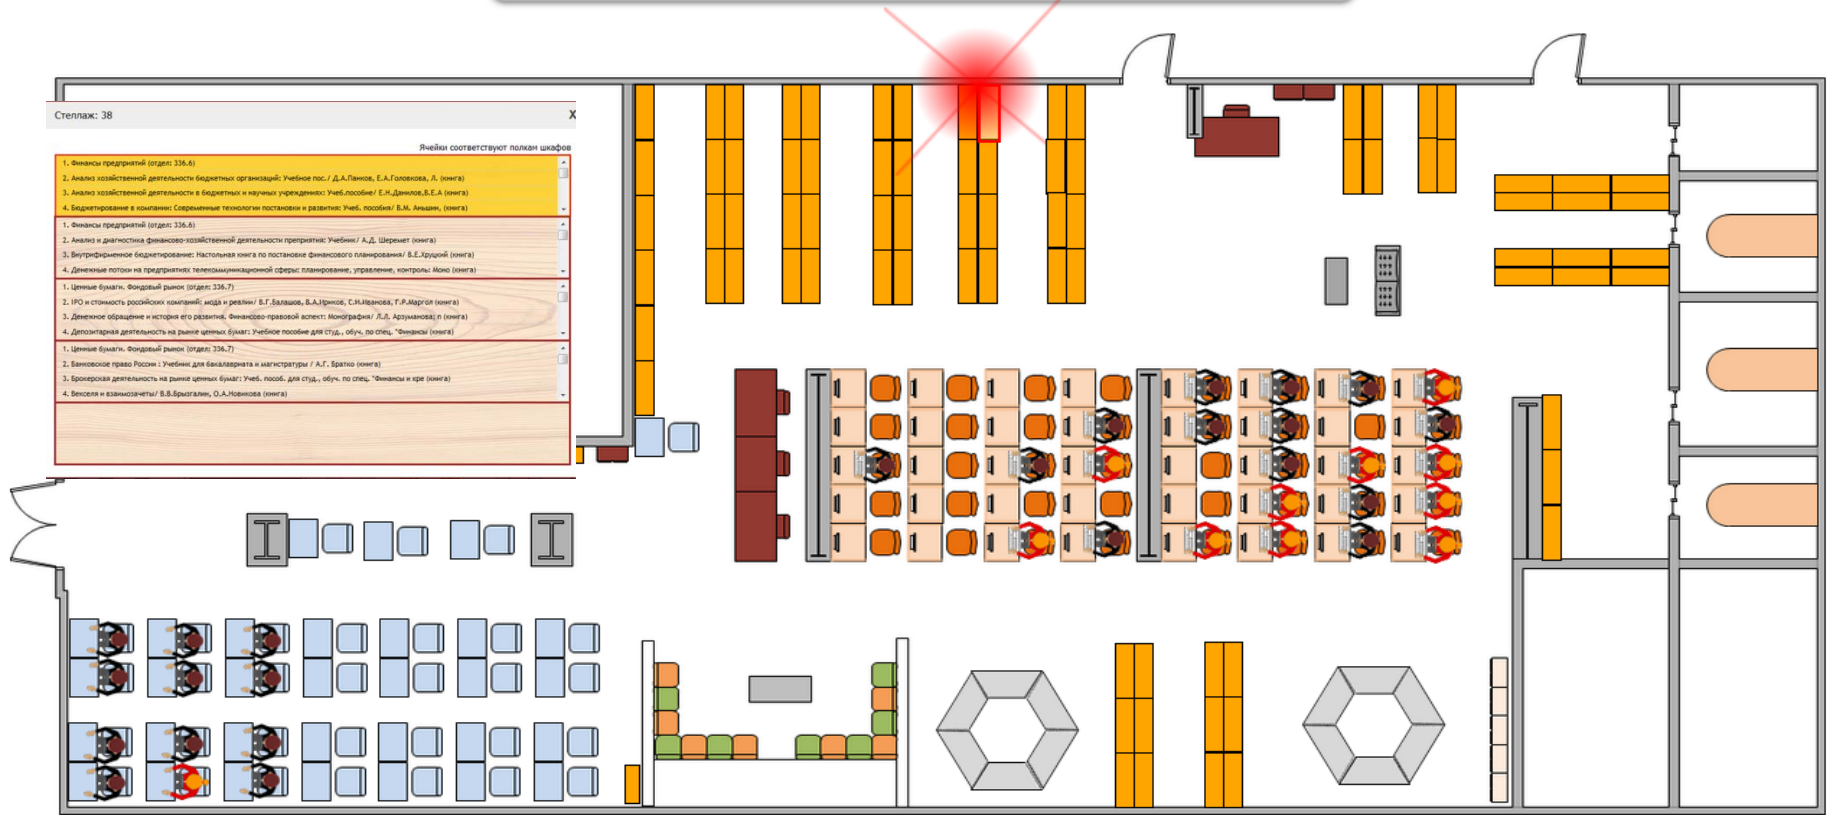 Стеллаж: 38
X
Ячейки соответствуют полкам шкафов
1. Финансы предприятий (отдел: 336.6)
2. Анализ хозяйственной деятельности бюджетных организаций: Учебное пос./ Д.А.Панков, Е.А.Головкова, Л. (книга)
3. Анализ хозяйственной деятельности в бюджетных и научных учреждениях: Учеб.пособие/ Е.Н.Данилов,В.Е.А (книга)
4. Бюджетирование в компании: Современные технологии постановки и развития: Учеб. пособия/ В.М. Аньшин, (книга)
1. Финансы предприятий (отдел: 336.6)
2. Анализ и диагностика финансово-хозяйственной деятельности преприятия: Учебник/ А.Д. Шеремет (книга)
3. Внутрифирменное бюджетирование: Настольная книга по постановке финансового планирования/ В.Е.Хруцкий (книга)
4. Денежные потоки на предприятиях телекоммуникационной сферы: планирование, управление, контроль: Моно (книга)
1. Ценные бумаги. Фондовый рынок (отдел: 336.7)
2. IPO и стоимость российских компаний: мода и реалии/ В.Г.Балашов, В.А.Ириков, С.И.Иванова, Г.Р.Маргол (книга)
3. Денежное обращение и история его развития. Финансово-правовой аспект: Монография/ Л.Л. Арзуманова; п (книга)
4. Депозитарная деятельность на рынке ценных бумаг: Учебное пособие для студ., обуч. по спец. "Финансы (книга)
1. Ценные бумаги. Фондовый рынок (отдел: 336.7)
2. Банковское право России : Учебник для бакалавриата и магистратуры / А.Г. Братко (книга)
3. Брокерская деятельность на рынке ценных бумаг: Учеб. пособ. для студ., обуч. по спец. "Финансы и кре (книга)
4. Векселя и взаимозачеты/ В.В.Брызгалин, О.А.Новикова (книга)